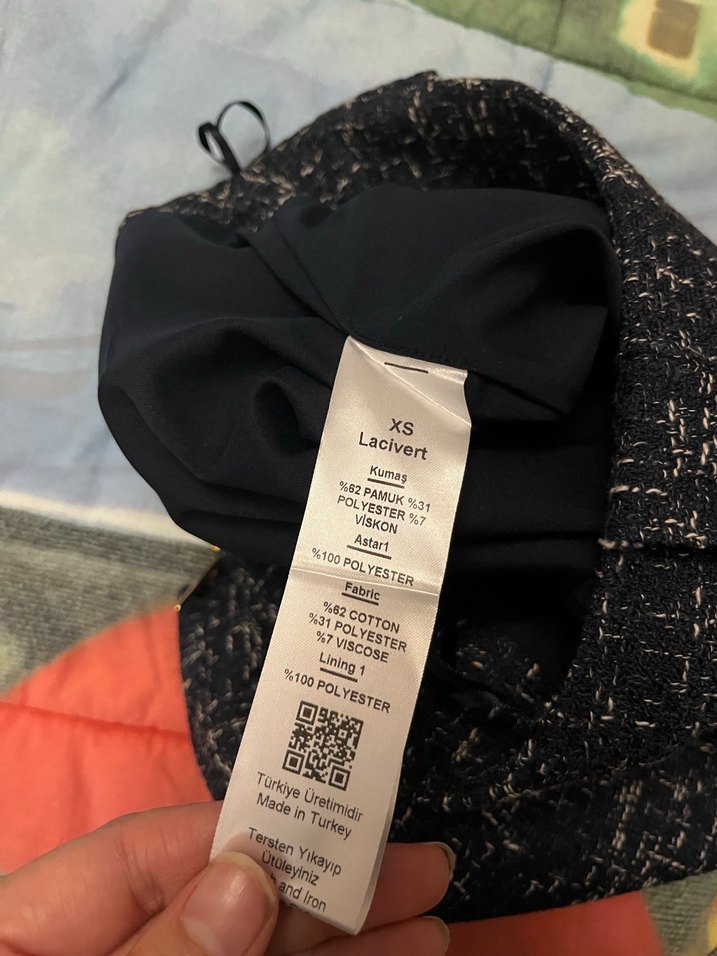 XS
Lacivert
Kumaş
%62 PAMUK %31
POLYESTER %7
VİSKON
Astar1
%100 POLYESTER
Fabric
%62 COTTON
%31 POLYESTER
%7 VISCOSE
Lining 1
%100 POLYESTER
Türkiye Üretimidir
Made in Turkey
Tersten Yıkayıp
Ütüleyiniz
and Iron